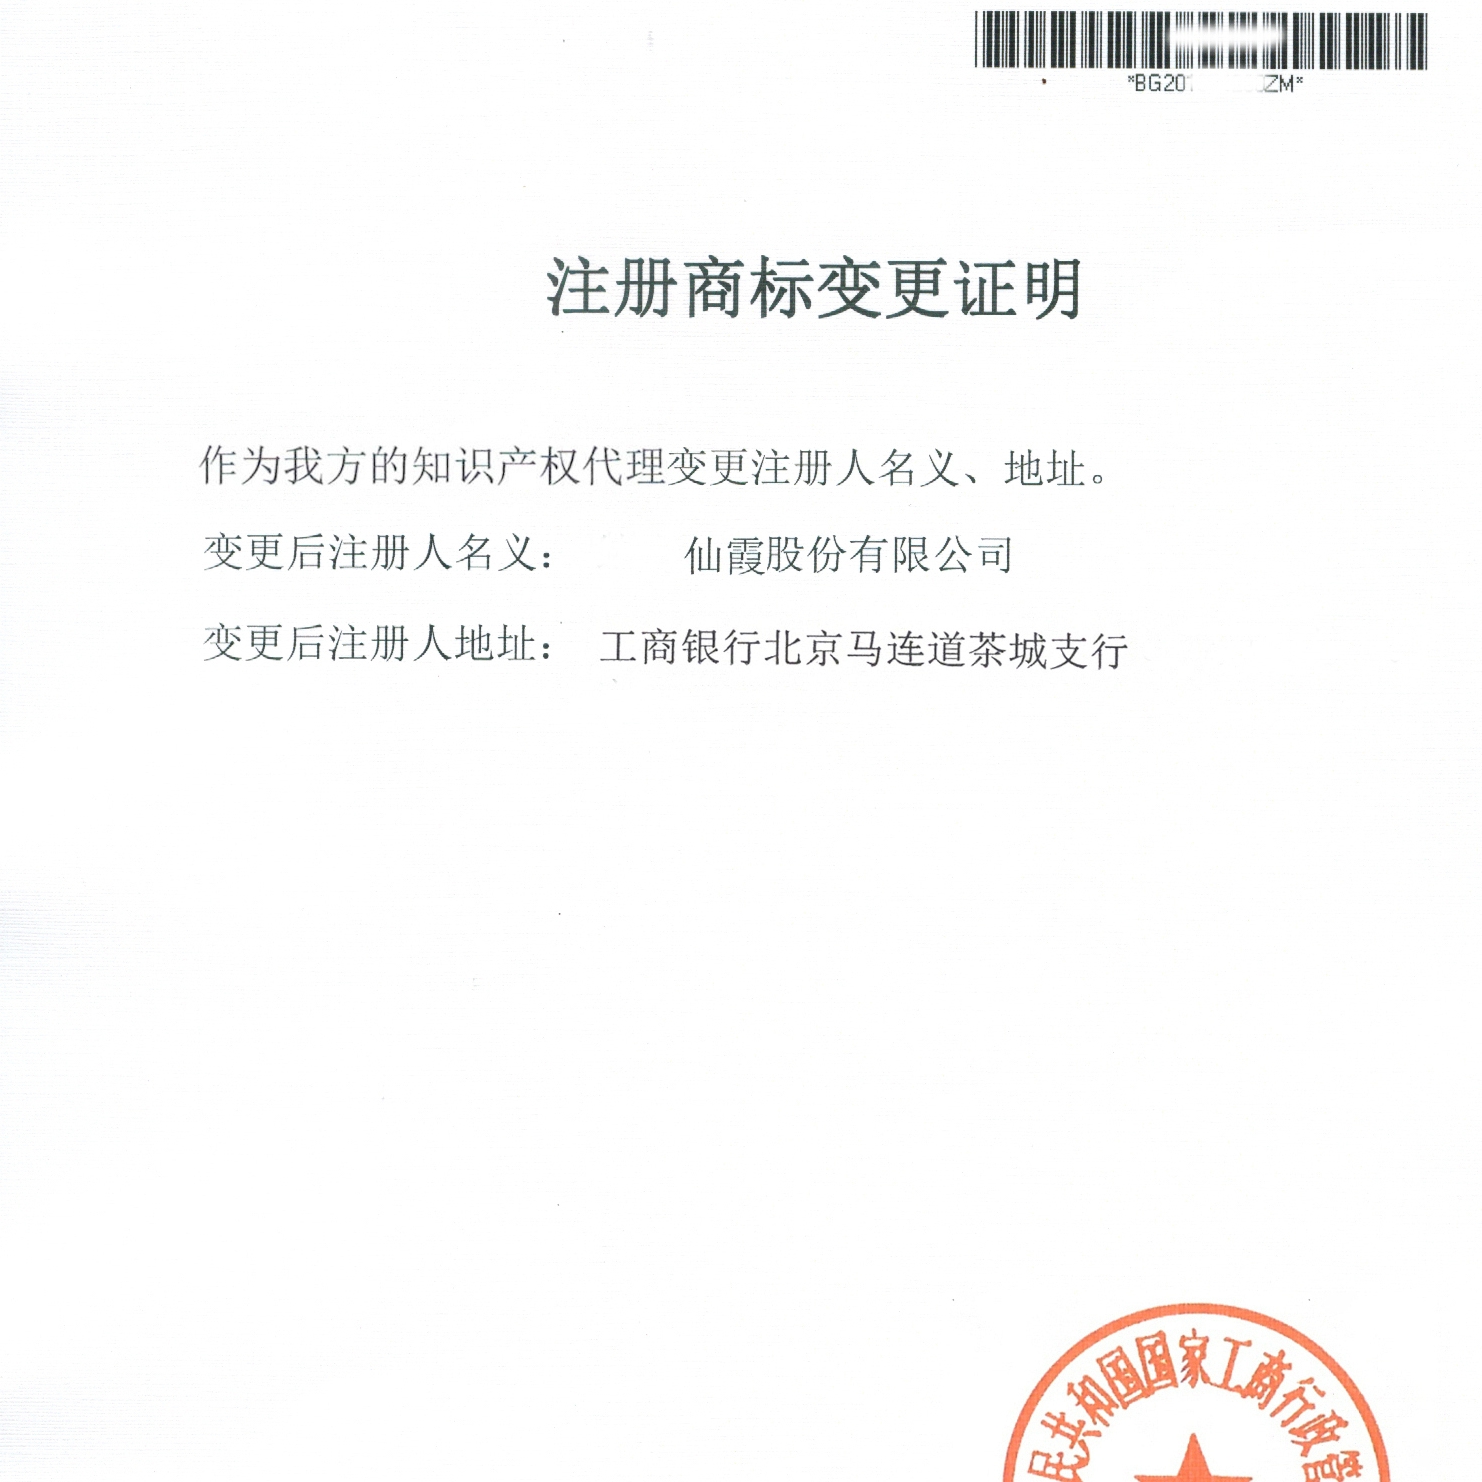 *BG201 ZM*
注册商标变更证明
作为我方的知识产权代理变更注册人名义、地址。
变更后注册人名义： 仙霞股份有限公司
变更后注册人地址： 工商银行北京马连道茶城支行
民共和国国家工商行政管